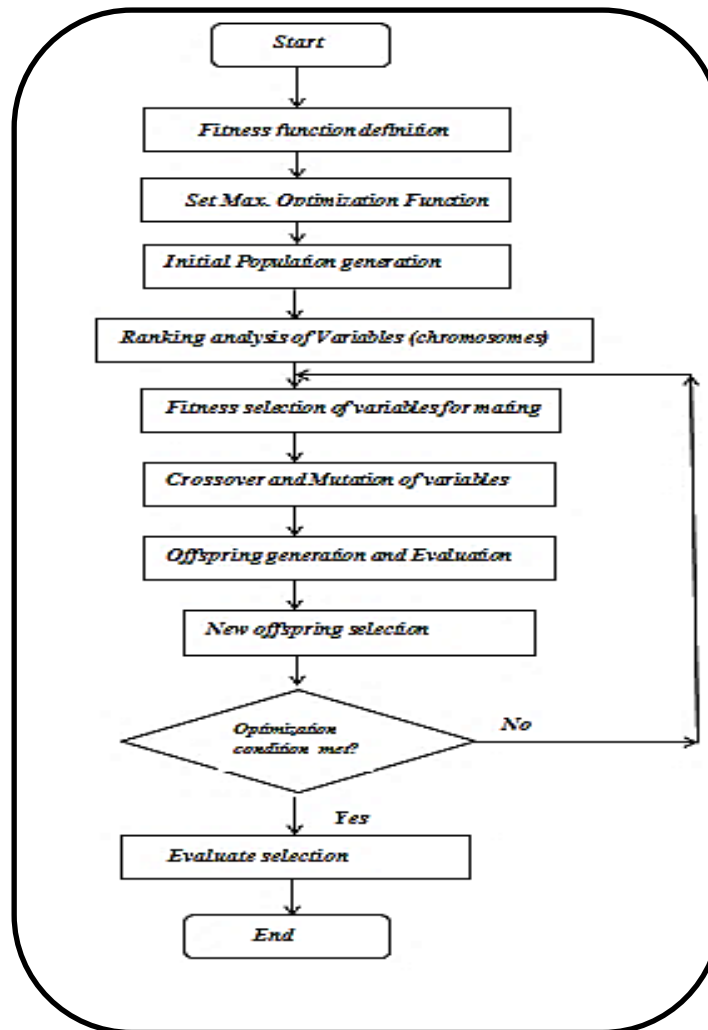 Start
Fitness function definition
Set Max. Optimization Function
Initial Population generation
Ranking analysis of Variables (chromosomes)
Fitness selection of variables for mating
Crossover and Mutation of variables
Offspring generation and Evaluation
New offspring selection
Optimization
condition met?
No
Yes
Evaluate selection
End